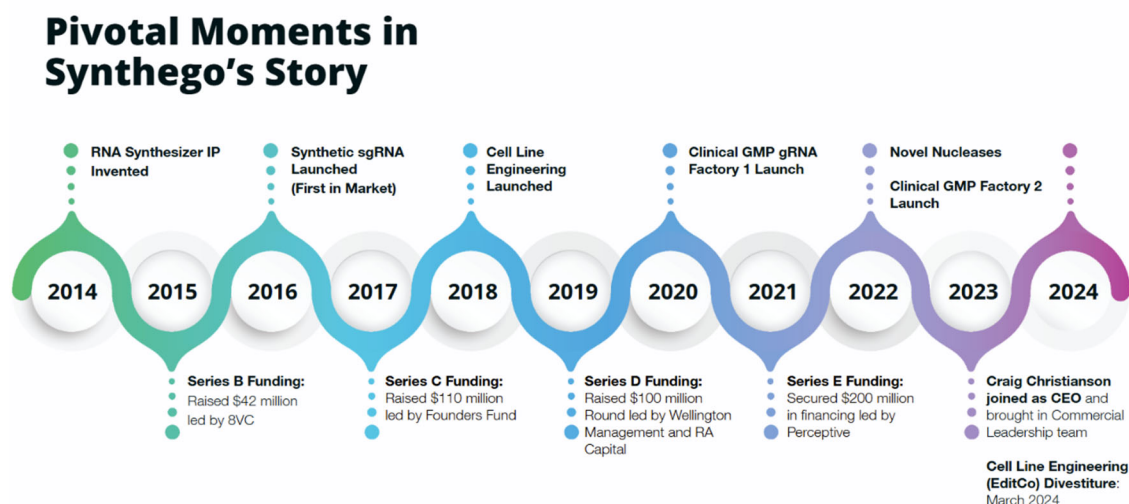 Pivotal Moments in
Synthego's Story
RNA Synthesizer IP
Invented
Synthetic sgRNA
Launched
(First in Market)
Cell Line
Engineering
Launched
Clinical GMP gRNA
Factory 1 Launch
Novel Nucleases
Clinical GMP Factory 2
Launch
2014
2015
2016
2017
2018
2019
2020
2021
2022
2023
2024
Series B Funding:
Raised $42 million
led by 8VC
Series C Funding:
Raised $110 million
led by Founders Fund
Series D Funding:
Raised $100 million
Round led by Wellington
Management and RA
Capital
Series E Funding:
Secured $200 million
in financing led by
Perceptive
Craig Christianson
joined as CEO and
brought in Commercial
Leadership team
Cell Line Engineering
(EditCo) Divestiture:
March 2024